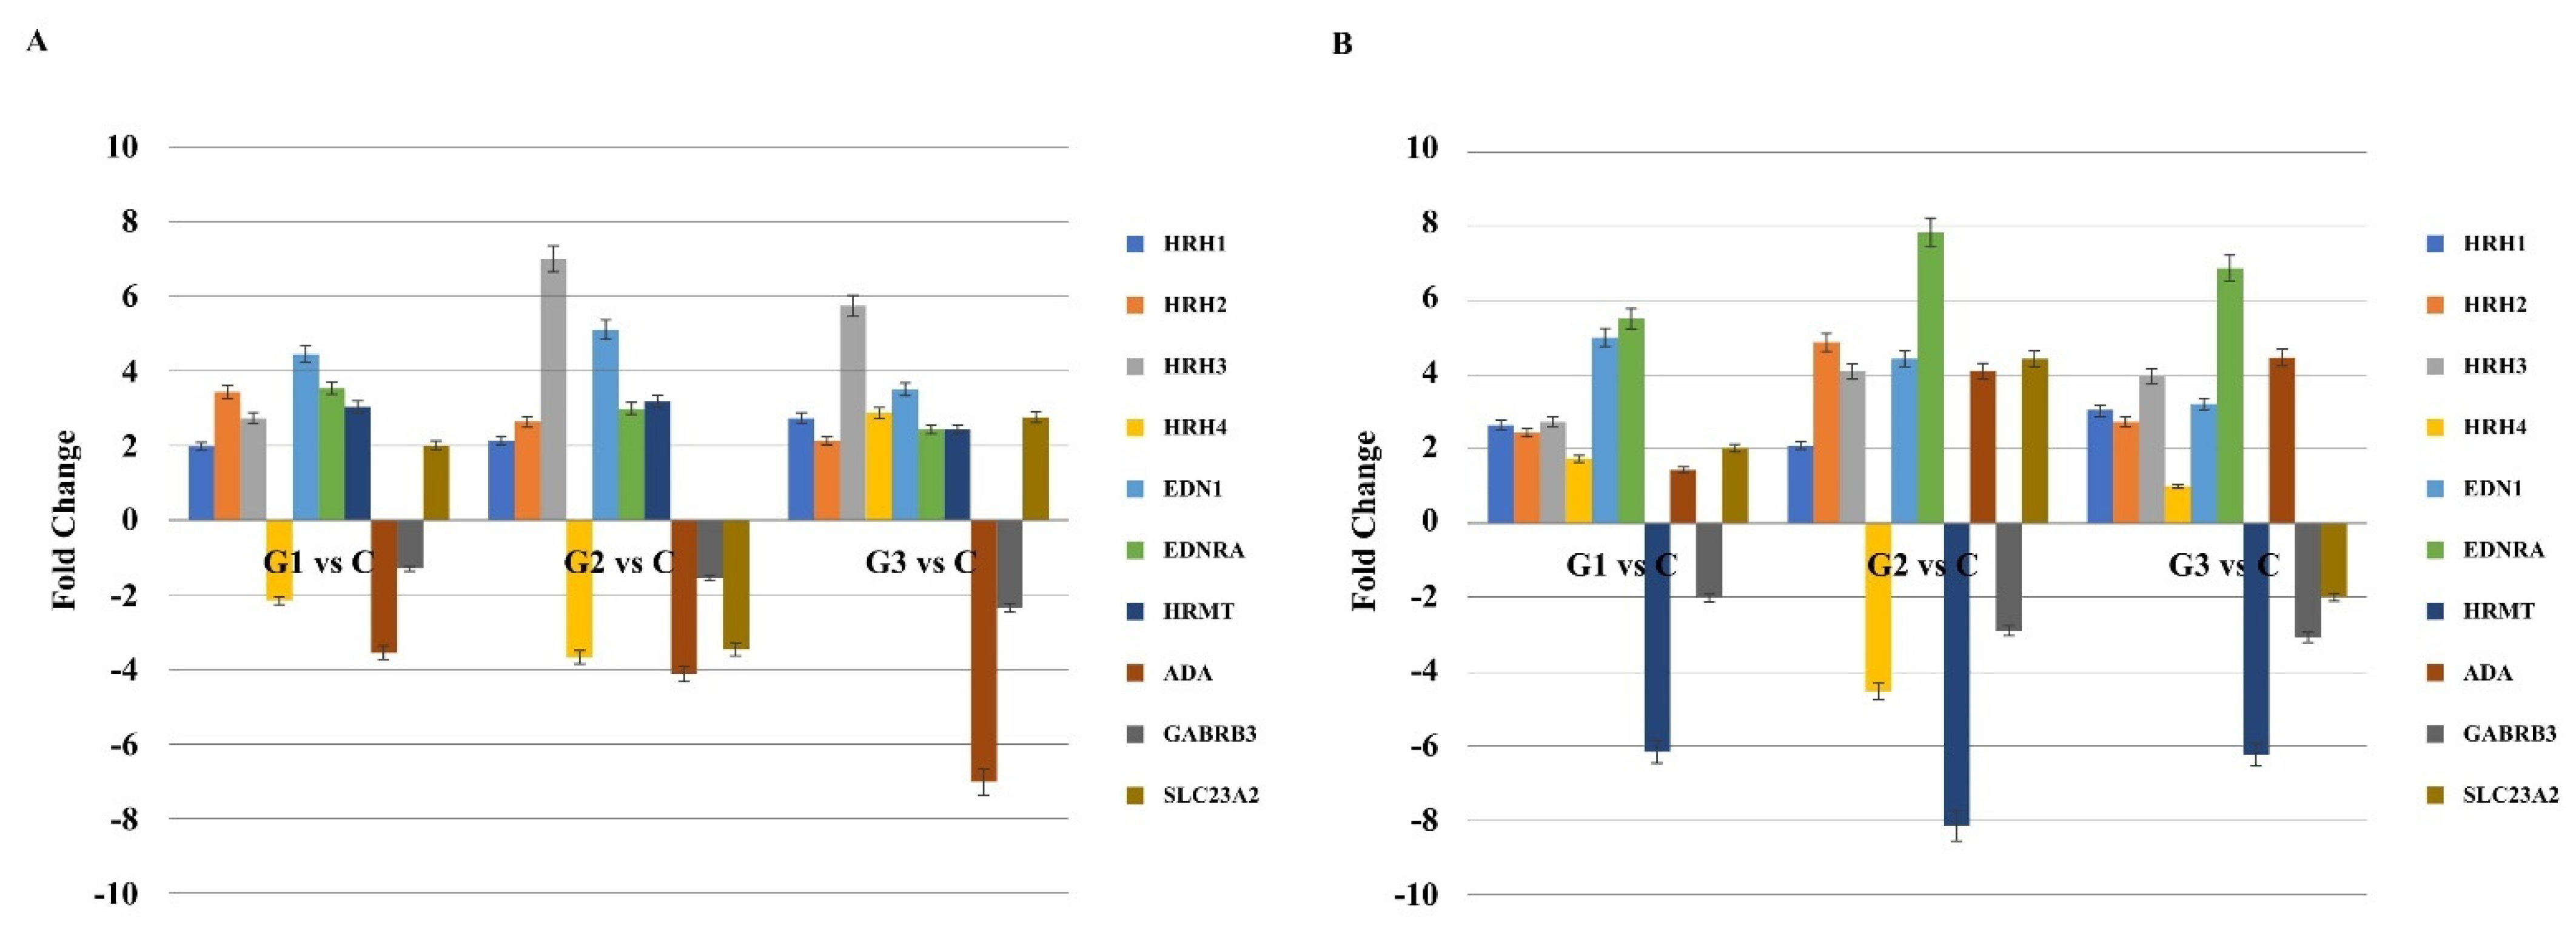 A
10
8
6
4
2
0
-2
-4
-6
-8
-10
Fold Change
G1 vs C
G2 vs C
G3 vs C
HRH1
HRH2
HRH3
HRH4
EDN1
EDNRA
HRMT
ADA
GABRB3
SLC23A2
B
10
8
6
4
2
0
-2
-4
-6
-8
-10
Fold Change
G1 vs C
G2 vs C
G3 vs C
HRH1
HRH2
HRH3
HRH4
EDN1
EDNRA
HRMT
ADA
GABRB3
SLC23A2